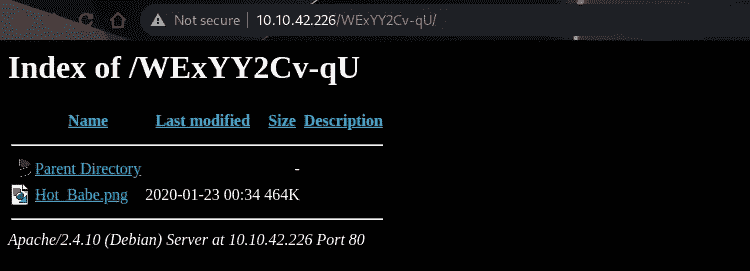 Not secure 10.10.42.226/WExYY2Cv-qU/
Index of /WExYY2Cv-qU
Name Last modified Size Description
Parent Directory -
Hot_Babe.png 2020-01-23 00:34 464K
Apache/2.4.10 (Debian) Server at 10.10.42.226 Port 80